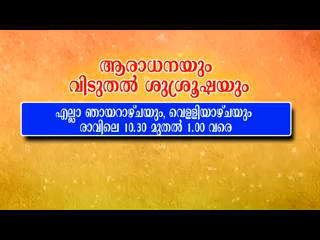 ആരാധനയും
വിടുതൽ ശുശ്രൂഷയും
എല്ലാ ഞായറാഴ്ചയും, വെള്ളിയാഴ്ചയും
രാവിലെ 10.30 മുതൽ 1.00 വരെ